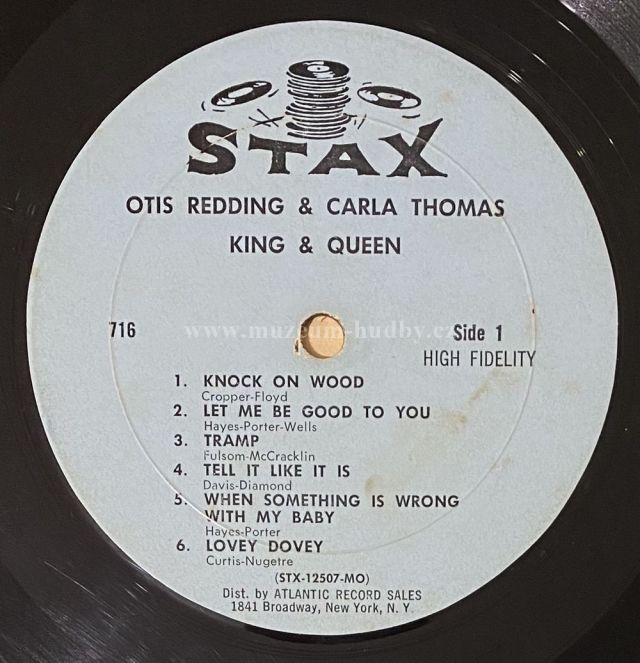 STAX
OTIS REDDING & CARLA THOMAS
KING & QUEEN
716
www.muzeum-hudby.cz
Side 1
HIGH FIDELITY
1. KNOCK ON WOOD
Cropper-Floyd
2. LET ME BE GOOD TO YOU
Hayes-Porter-Wells
3. TRAMP
Fulsom-McCracklin
4. TELL IT LIKE IT IS
Davis-Diamond
5. WHEN SOMETHING IS WRONG
WITH MY BABY
Hayes-Porter
6. LOVEY DOVEY
Curtis-Nugetre
(STX-12507-MO)
Dist. by ATLANTIC RECORD SALES
1841 Broadway, New York, N. Y.